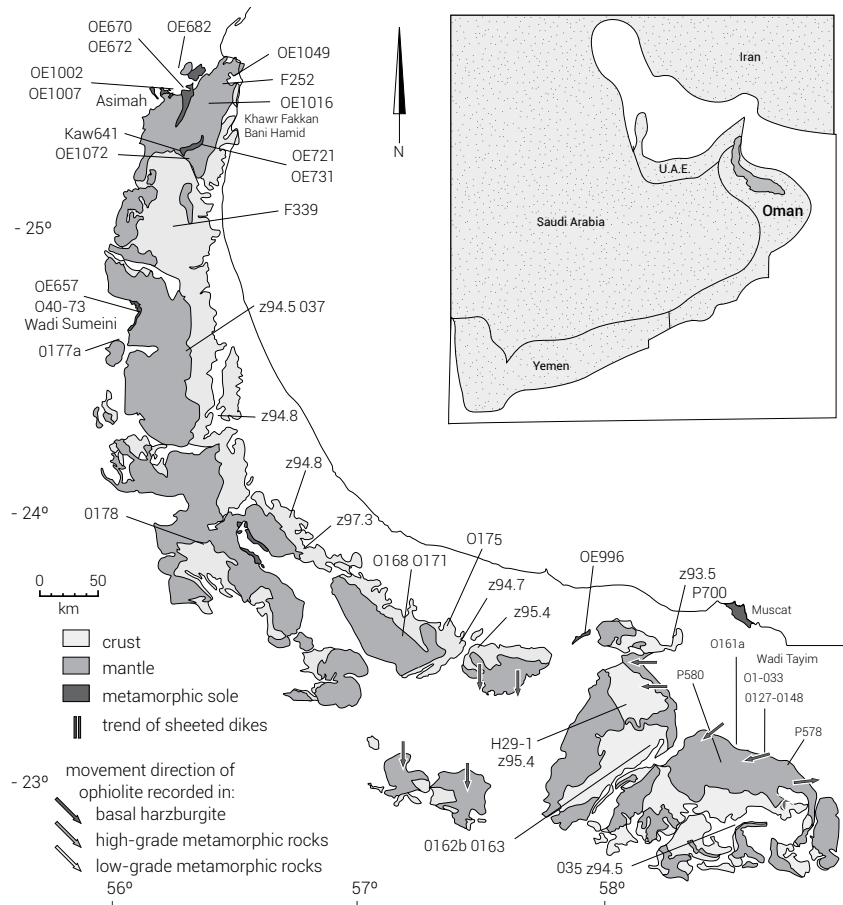 OE670
OE672
OE682
OE1049
OE1002
OE1007
Asimah
F252
OE1016
Khawr Fakkan
Bani Hamid
Kaw641
OE1072
OE721
OE731
F339
- 25º
OE657
O40-73
Wadi Sumeini
0177a
z94.5 037
z94.8
z94.8
- 24º
0178
z97.3
0168 0171
0175
z94.7
z95.4
OE996
z93.5
P700
Muscat
0161a
Wadi Tayim
P580
O1-033
0127-0148
P578
H29-1
z95.4
0162b 0163
035 z94.5
- 23º
N
Iran
U.A.E.
Oman
Saudi Arabia
Yemen
0 50
km
crust
mantle
metamorphic sole
trend of sheeted dikes
movement direction of
ophiolite recorded in:
basal harzburgite
high-grade metamorphic rocks
low-grade metamorphic rocks
56º
57º
58º